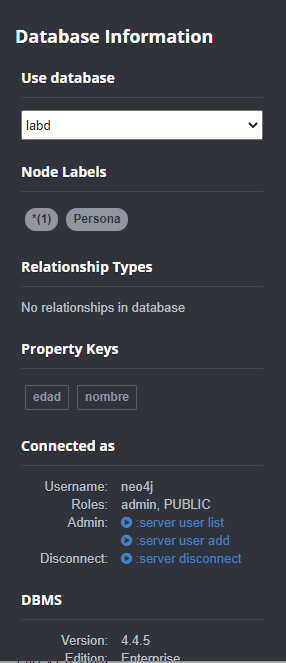 Database Information
Use database
labd
Node Labels
*(1) Persona
Relationship Types
No relationships in database
Property Keys
edad nombre
Connected as
Username: neo4j
Roles: admin, PUBLIC
Admin: :server user list
:server user add
Disconnect: :server disconnect
DBMS
Version: 4.4.5
Edition: Enterprise